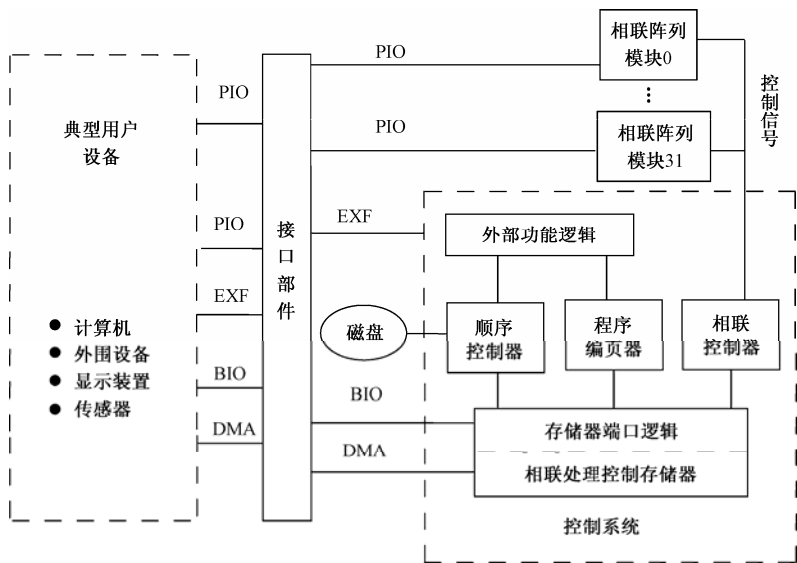 典型用户
设备
● 计算机
● 外围设备
● 显示装置
● 传感器
PIO
PIO
EXF
BIO
DMA
接
口
部
件
PIO
PIO
EXF
BIO
DMA
相联阵列
模块0
⋮
相联阵列
模块31
控制信号
外部功能逻辑
磁盘
顺序
控制器
程序
编页器
相联
控制器
存储器端口逻辑
相联处理控制存储器
控制系统